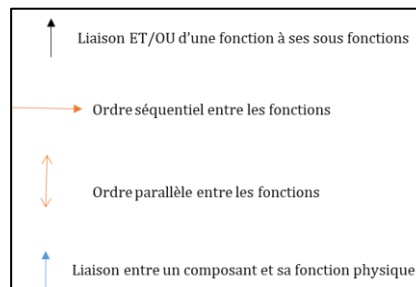 Liaison ET/OU d'une fonction à ses sous fonctions
Ordre séquentiel entre les fonctions
Ordre parallèle entre les fonctions
Liaison entre un composant et sa fonction physique